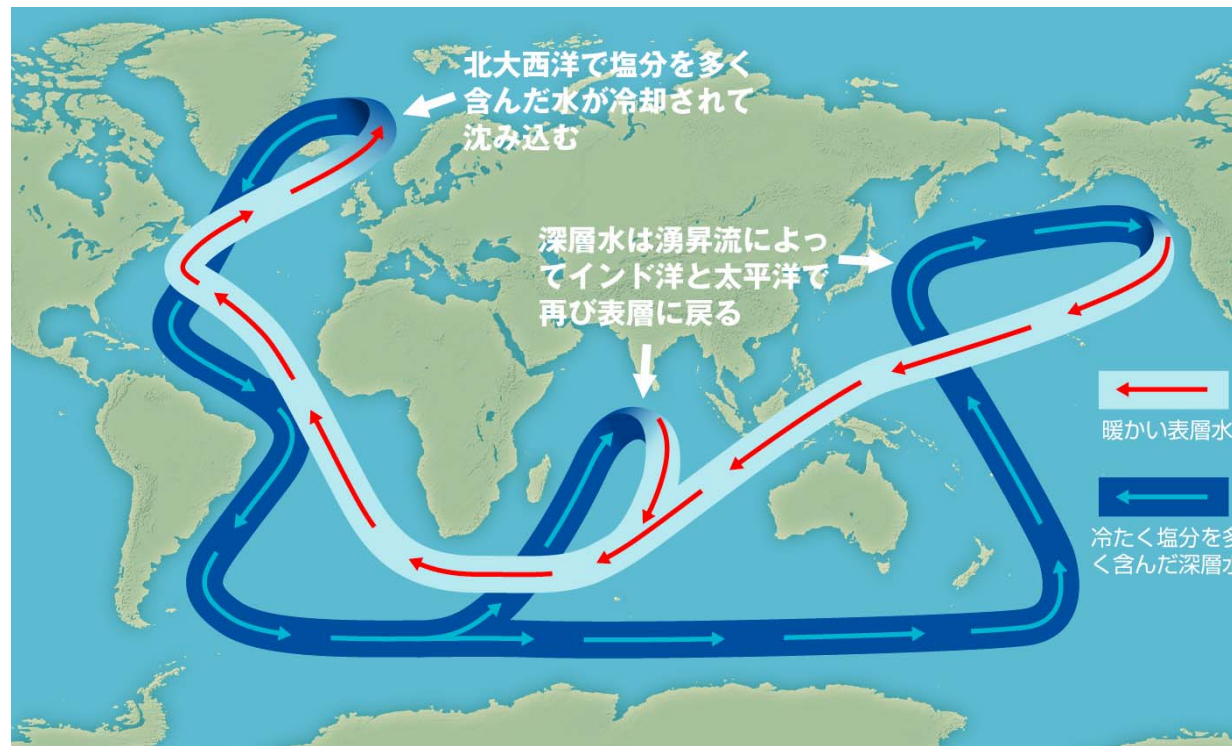 北大西洋で塩分を多く
含んだ水が冷却されて
沈み込む
深層水は湧昇流によっ
てインド洋と太平洋で
再び表層に戻る
暖かい表層水
冷たく塩分を多
く含んだ深層水